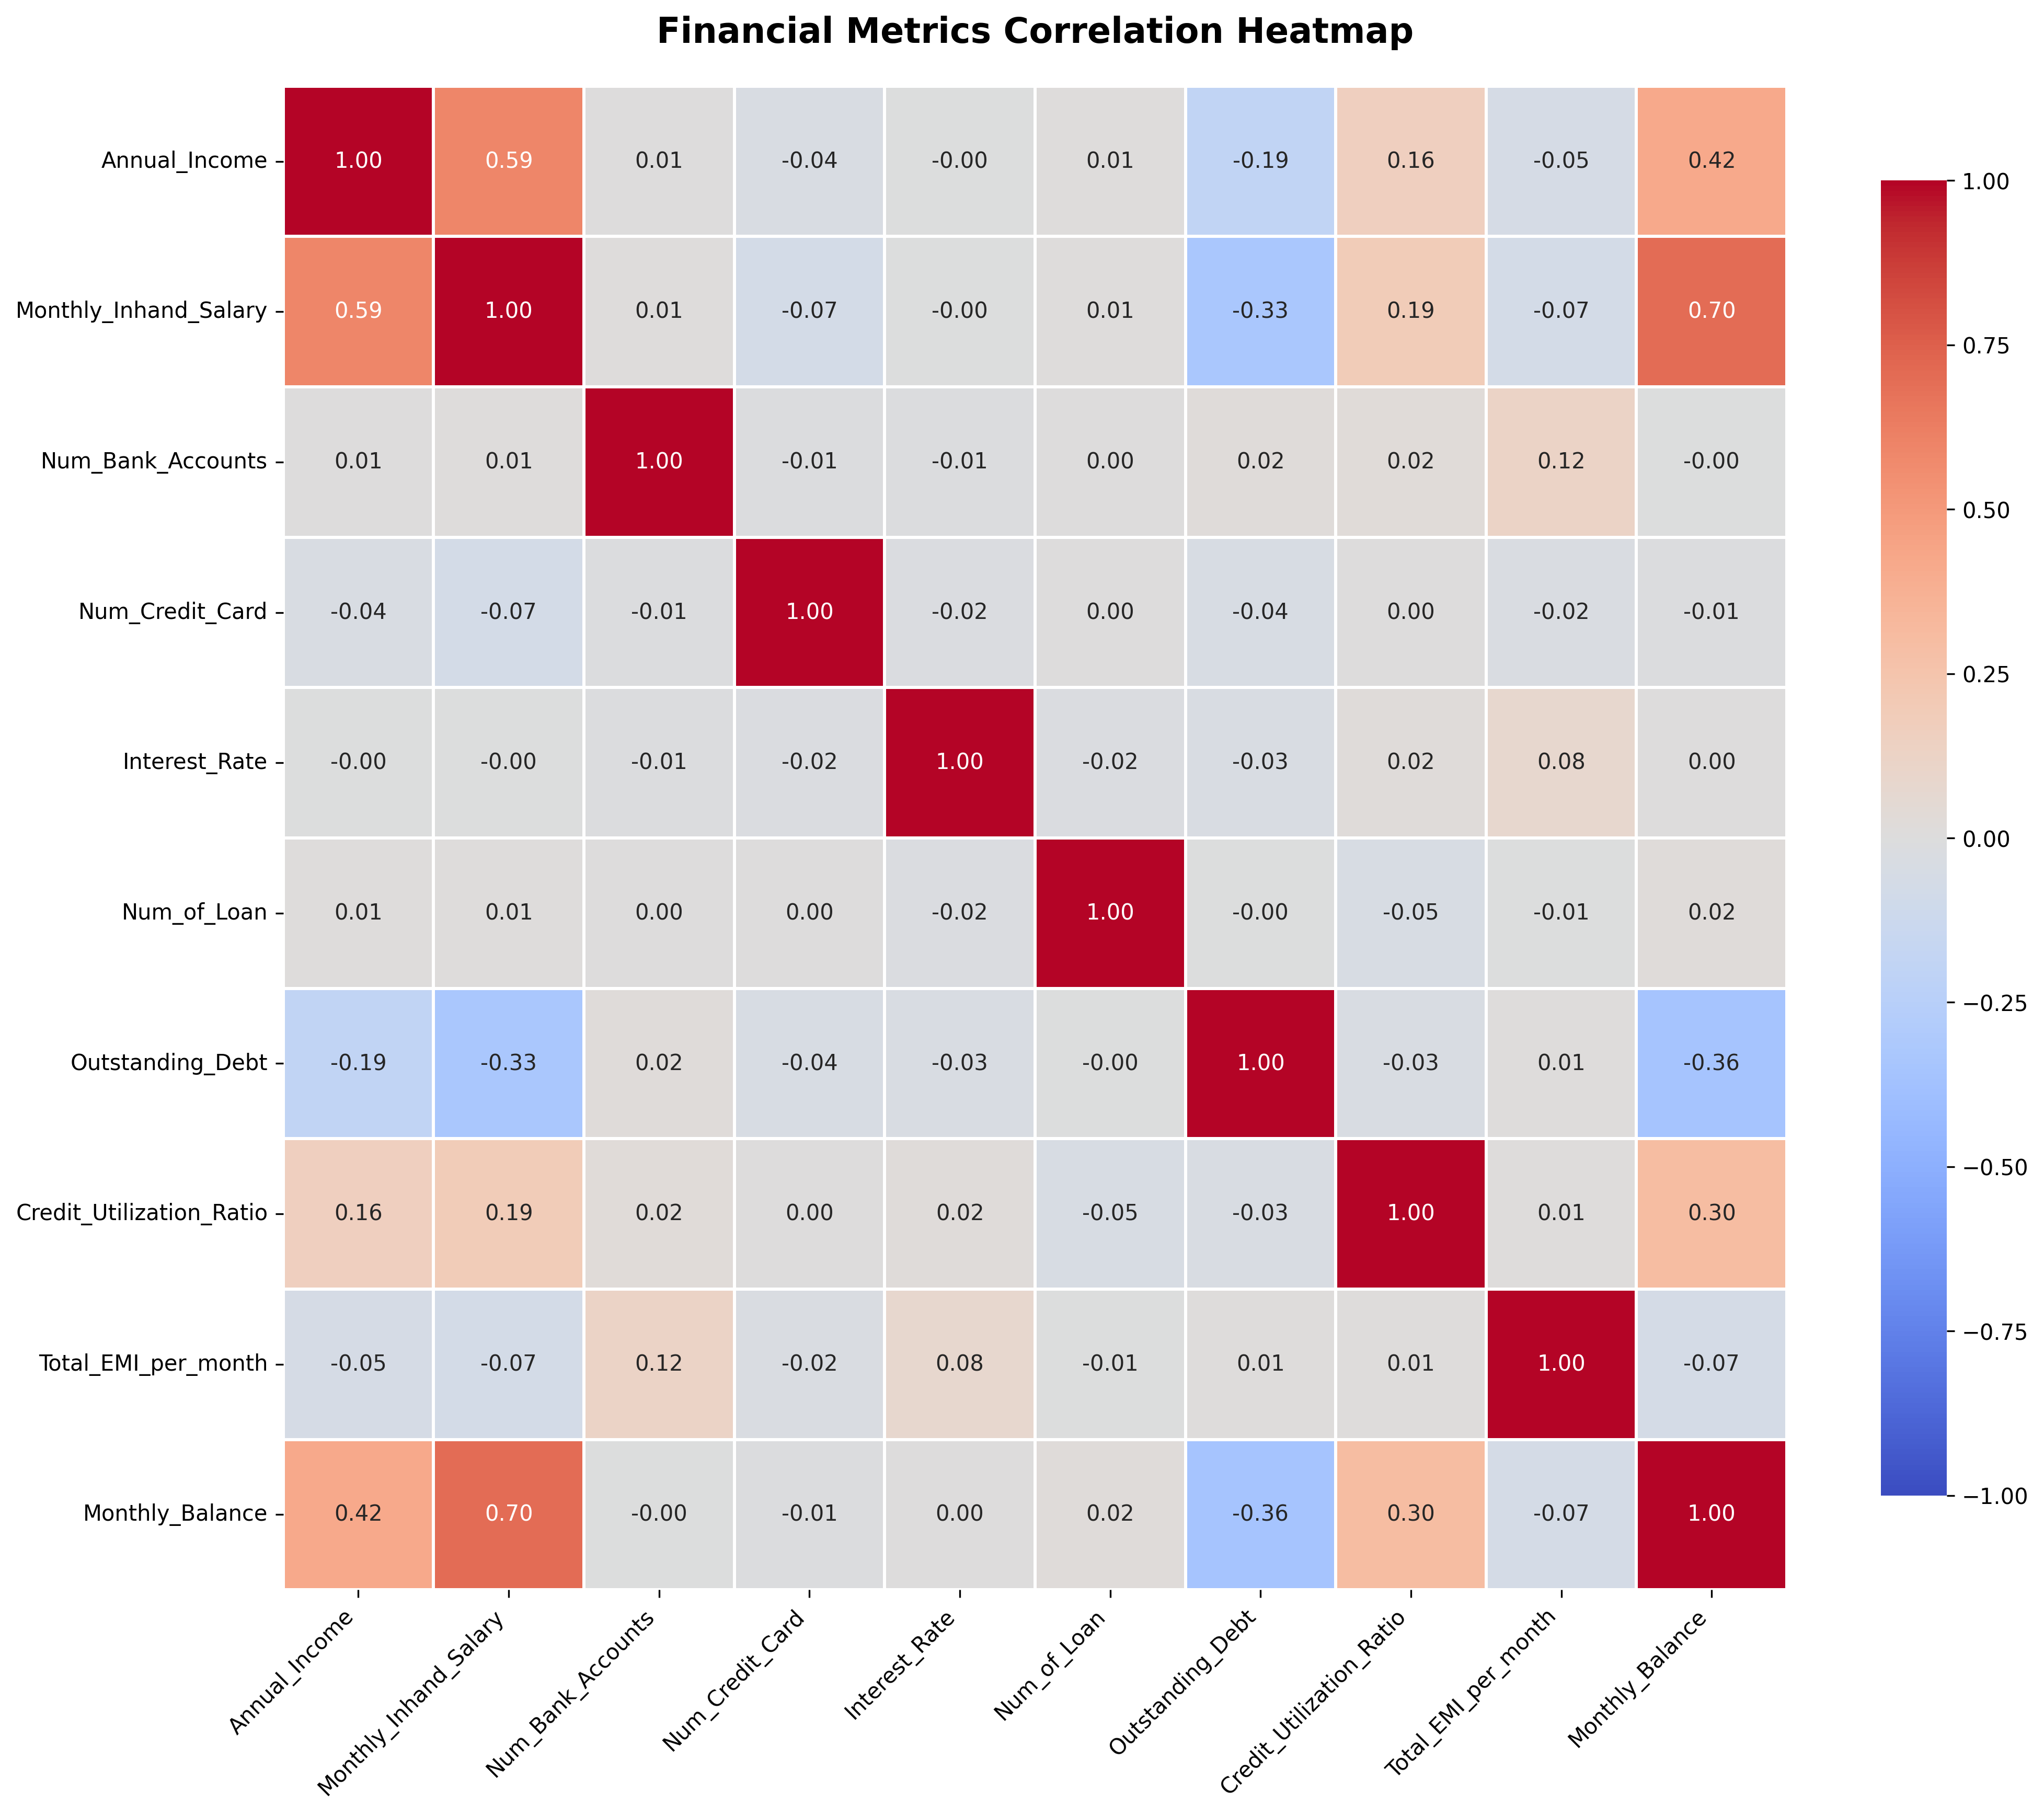 Financial Metrics Correlation Heatmap
Annual_Income 1.00 0.59 0.01 -0.04 -0.00 0.01 -0.19 0.16 -0.05 0.42
Monthly_Inhand_Salary 0.59 1.00 0.01 -0.07 -0.00 0.01 -0.33 0.19 -0.07 0.70
Num_Bank_Accounts 0.01 0.01 1.00 -0.01 -0.01 0.00 0.02 0.02 0.12 -0.00
Num_Credit_Card -0.04 -0.07 -0.01 1.00 -0.02 0.00 -0.04 0.00 -0.02 -0.01
Interest_Rate -0.00 -0.00 -0.01 -0.02 1.00 -0.02 -0.03 0.02 0.08 0.00
Num_of_Loan 0.01 0.01 0.00 0.00 -0.02 1.00 -0.00 -0.05 -0.01 0.02
Outstanding_Debt -0.19 -0.33 0.02 -0.04 -0.03 -0.00 1.00 -0.03 0.01 -0.36
Credit_Utilization_Ratio 0.16 0.19 0.02 0.00 0.02 -0.05 -0.03 1.00 0.01 0.30
Total_EMI_per_month -0.05 -0.07 0.12 -0.02 0.08 -0.01 0.01 0.01 1.00 -0.07
Monthly_Balance 0.42 0.70 -0.00 -0.01 0.00 0.02 -0.36 0.30 -0.07 1.00
Annual_Income
Monthly_Inhand_Salary
Num_Bank_Accounts
Num_Credit_Card
Interest_Rate
Num_of_Loan
Outstanding_Debt
Credit_Utilization_Ratio
Total_EMI_per_month
Monthly_Balance
1.00
0.75
0.50
0.25
0.00
−0.25
−0.50
−0.75
−1.00